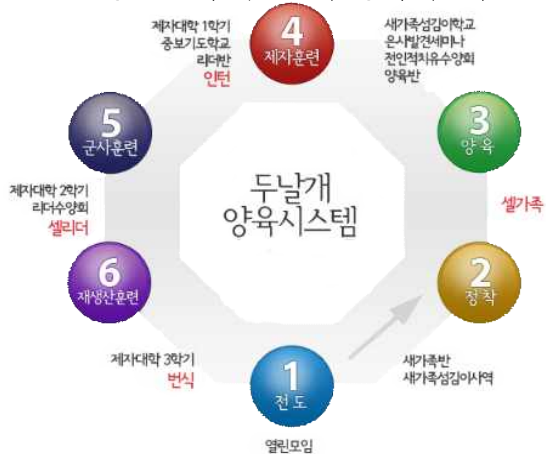 제자대학 1학기
중보기도학교
리더반
인턴
4
제자훈련
새가족섬김이학교
은사발견세미나
전인적치유수양회
양육반
5
군사훈련
3
양육
두날개
양육시스템
제자대학 2학기
리더수양회
셀리더
셀가족
6
재생산훈련
2
정착
제자대학 3학기
번식
1
전도
새가족반
새가족섬김이사역
열린모임